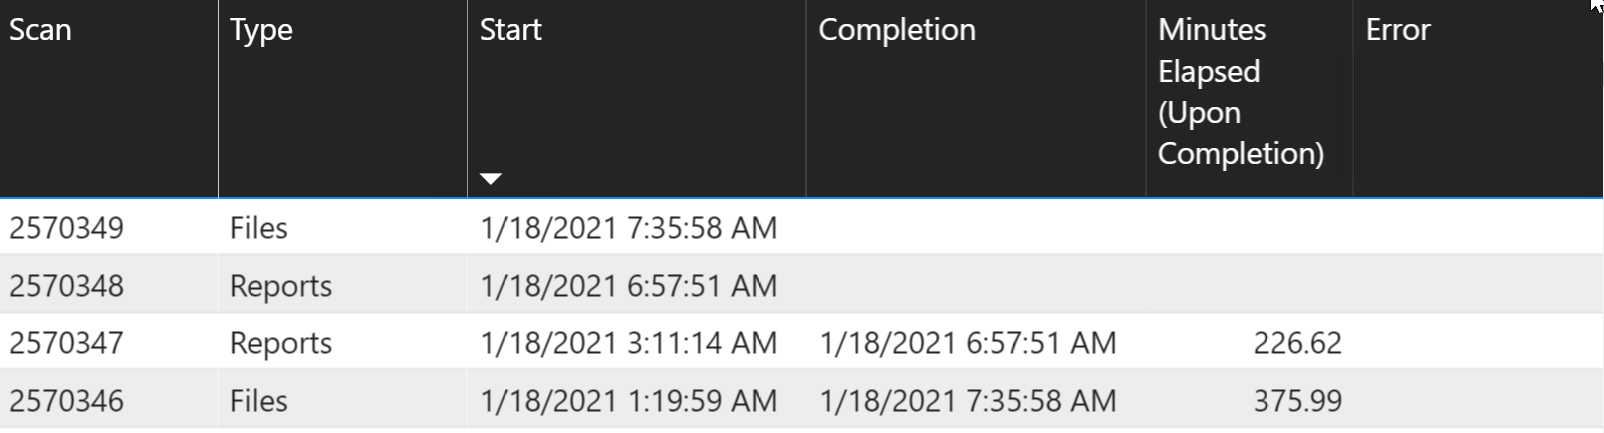 Scan Type Start Completion Minutes Elapsed (Upon Completion) Error
2570349 Files 1/18/2021 7:35:58 AM
2570348 Reports 1/18/2021 6:57:51 AM
2570347 Reports 1/18/2021 3:11:14 AM 1/18/2021 6:57:51 AM 226.62
2570346 Files 1/18/2021 1:19:59 AM 1/18/2021 7:35:58 AM 375.99